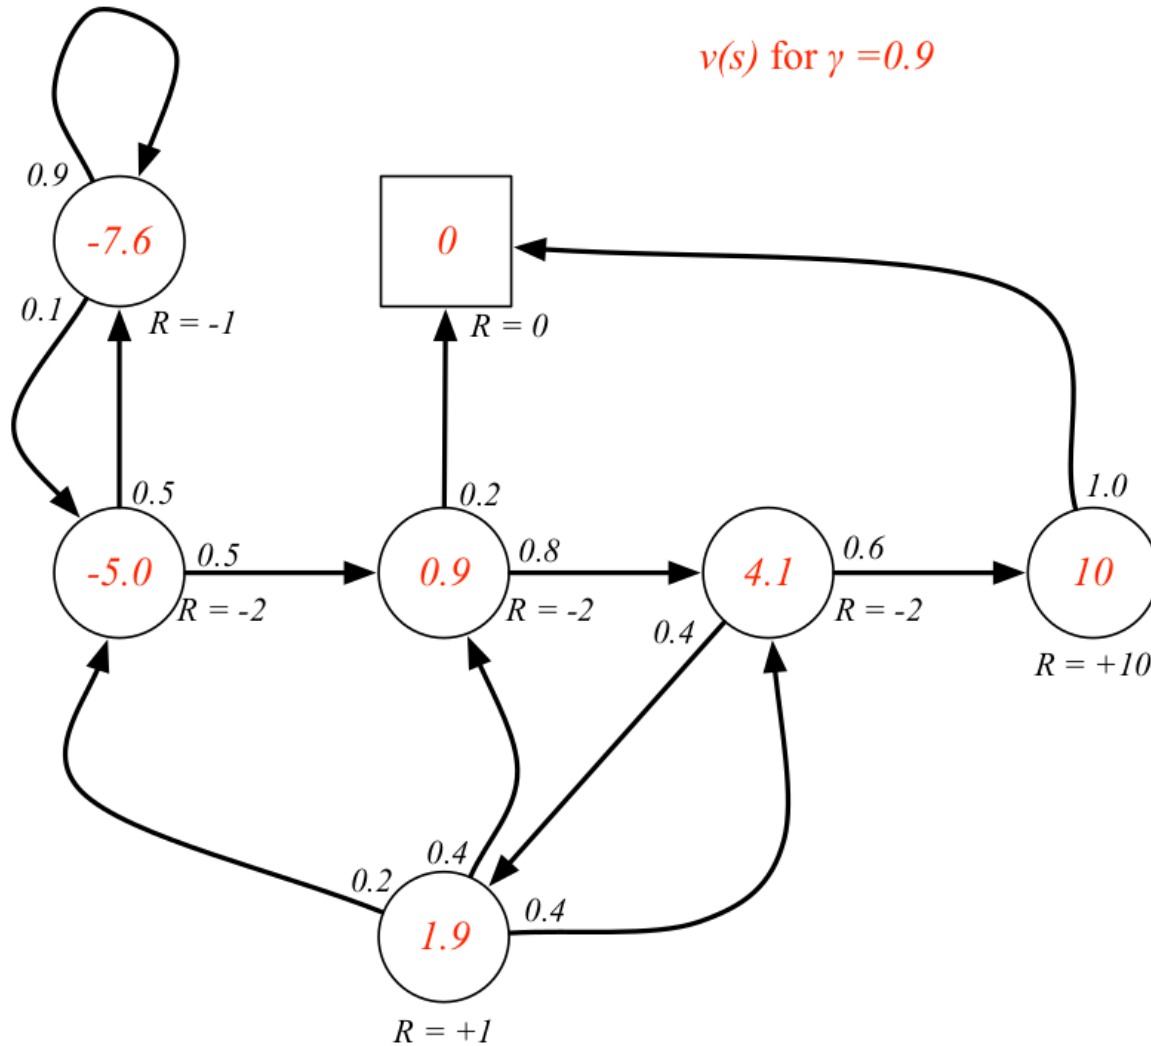 v(s) for γ =0.9
0.9
-7.6
0
0.1
R = -1
R = 0
0.5
0.2
1.0
-5.0
0.5
0.9
0.8
4.1
0.6
10
R = -2
R = -2
R = -2
0.4
R = +10
0.4
0.2
1.9
0.4
R = +1